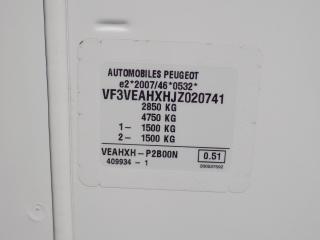 AUTOMOBILES PEUGEOT
e2*2007/46*0532*
VF3VEAHXHJZ020741
2850 KG
4750 KG
1- 1500 KG
2- 1500 KG
VEAHXH-P2B00N 0.51
409934 - 1